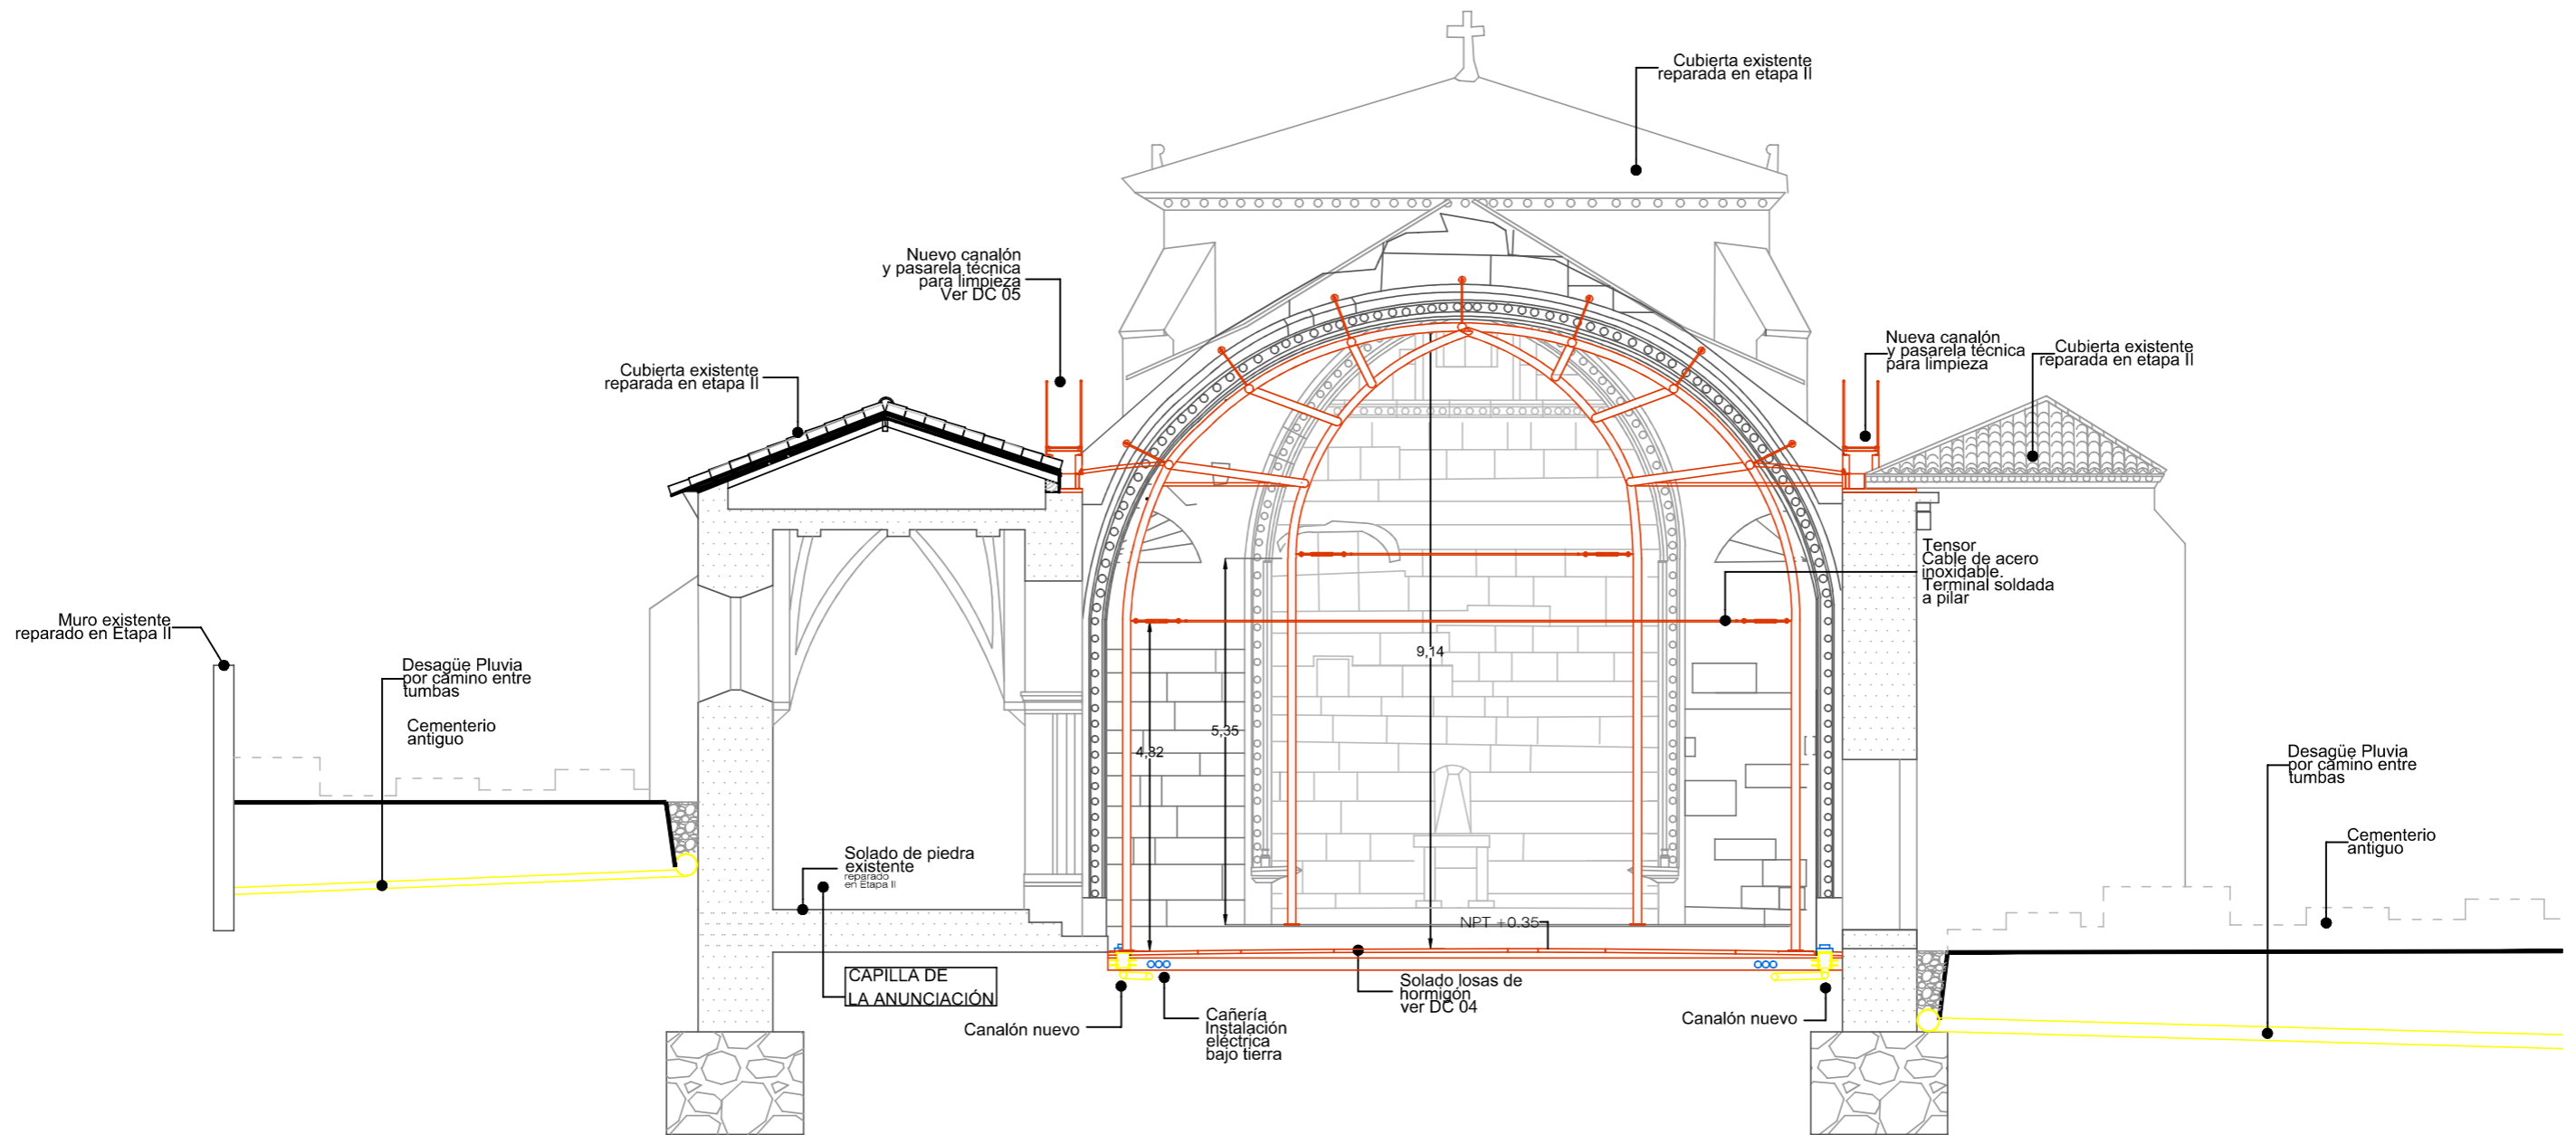 Cubierta existente
reparada en etapa II
Nuevo canalón
y pasarela técnica
para limpieza
Ver DC 05
Nueva canalón
y pasarela técnica
para limpieza
Cubierta existente
reparada en etapa II
Cubierta existente
reparada en etapa II
Tensor
Cable de acero
inoxidable.
Terminal soldada
a pilar
Muro existente
reparado en Etapa II
Desagüe Pluvia
por camino entre
tumbas
Cementerio
antiguo
9,14
5,35
4,82
Desagüe Pluvia
por camino entre
tumbas
Cementerio
antiguo
Solado de piedra
existente
reparado
en Etapa II
NPT +0.35
CAPILLA DE
LA ANUNCIACIÓN
Solado losas de
hormigón
ver DC 04
Canalón nuevo
Cañería
Instalación
eléctrica
bajo tierra
Canalón nuevo